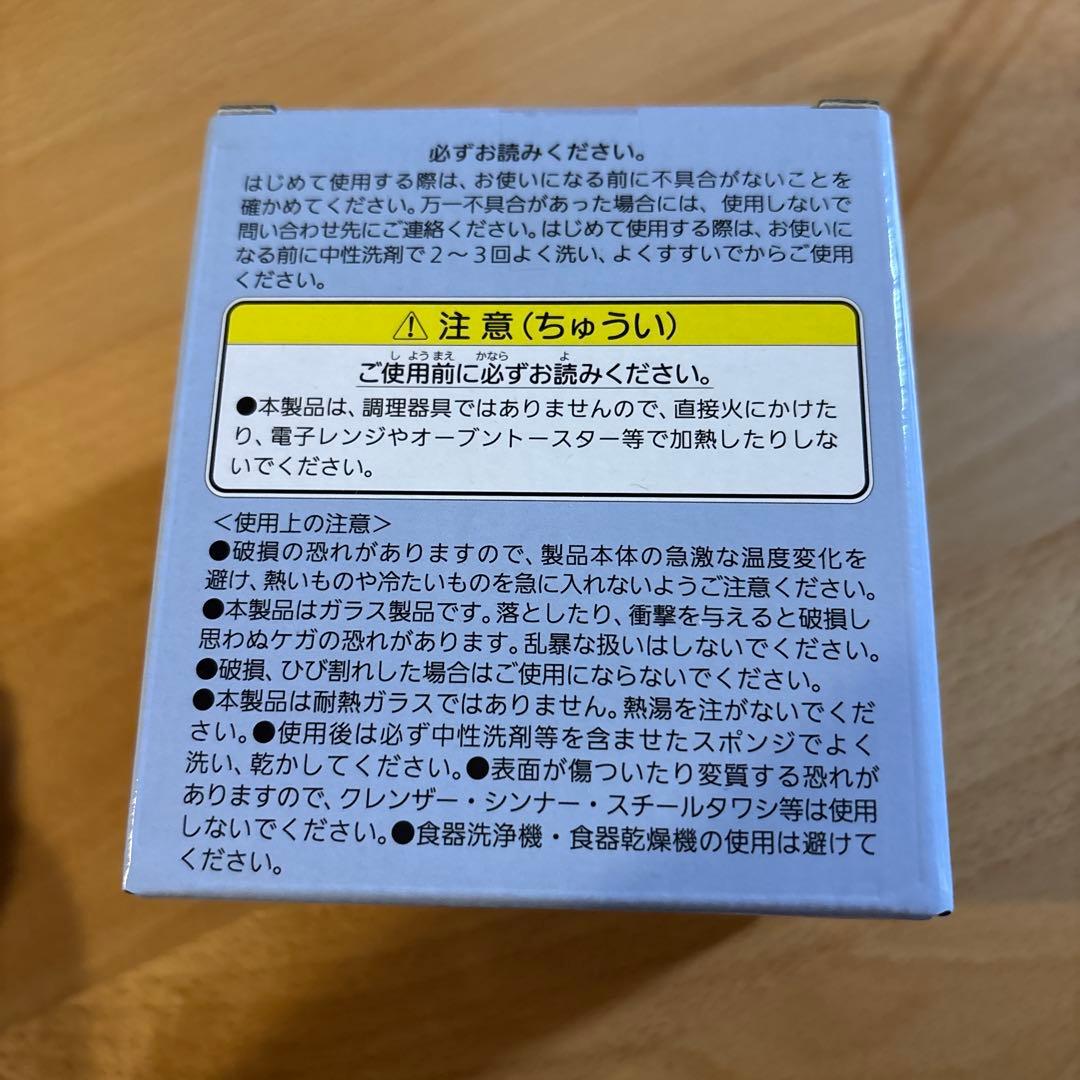 必ずお読みください。
はじめて使用する際は、お使いになる前に不具合がないことを
確かめてください。万一不具合があった場合には、使用しないで
問い合わせ先にご連絡ください。はじめて使用する際は、お使いに
なる前に中性洗剤で2～3回よく洗い、よくすすいでからご使用
ください。
⚠ 注意(ちゅうい)
し ようまえ かなら よ
ご使用前に必ずお読みください。
●本製品は、調理器具ではありませんので、直接火にかけた
り、電子レンジやオーブントースター等で加熱したりしな
いでください。
＜使用上の注意＞
●破損の恐れがありますので、製品本体の急激な温度変化を
避け、熱いものや冷たいものを急に入れないようご注意ください。
●本製品はガラス製品です。落としたり、衝撃を与えると破損し
思わぬケガの恐れがあります。乱暴な扱いはしないでください。
●破損、ひび割れした場合はご使用にならないでください。
●本製品は耐熱ガラスではありません。熱湯を注がないでくだ
さい。●使用後は必ず中性洗剤等を含ませたスポンジでよく
洗い、乾かしてください。●表面が傷ついたり変質する恐れが
ありますので、クレンザー・シンナー・スチールタワシ等は使用
しないでください。●食器洗浄機・食器乾燥機の使用は避けて
ください。